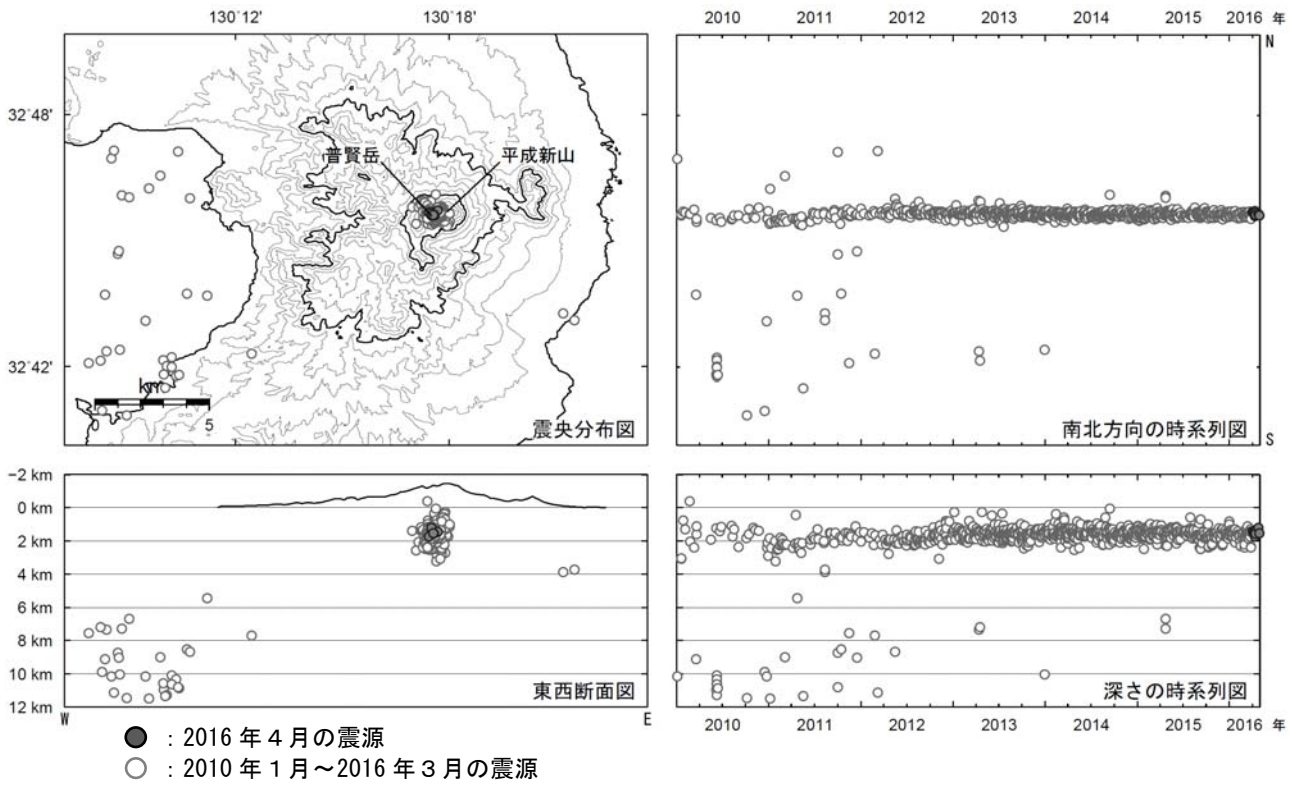 130˚12' 130˚18'
32˚48'
32˚42'
普賢岳
平成新山
km
0 5
震央分布図
2010 2011 2012 2013 2014 2015 2016 年
N
S
南北方向の時系列図
-2 km
0 km
2 km
4 km
6 km
8 km
10 km
12 km
W E
東西断面図
深さの時系列図
2010 2011 2012 2013 2014 2015 2016 年
：2016 年 4 月の震源
：2010 年 1 月～2016 年 3 月の震源